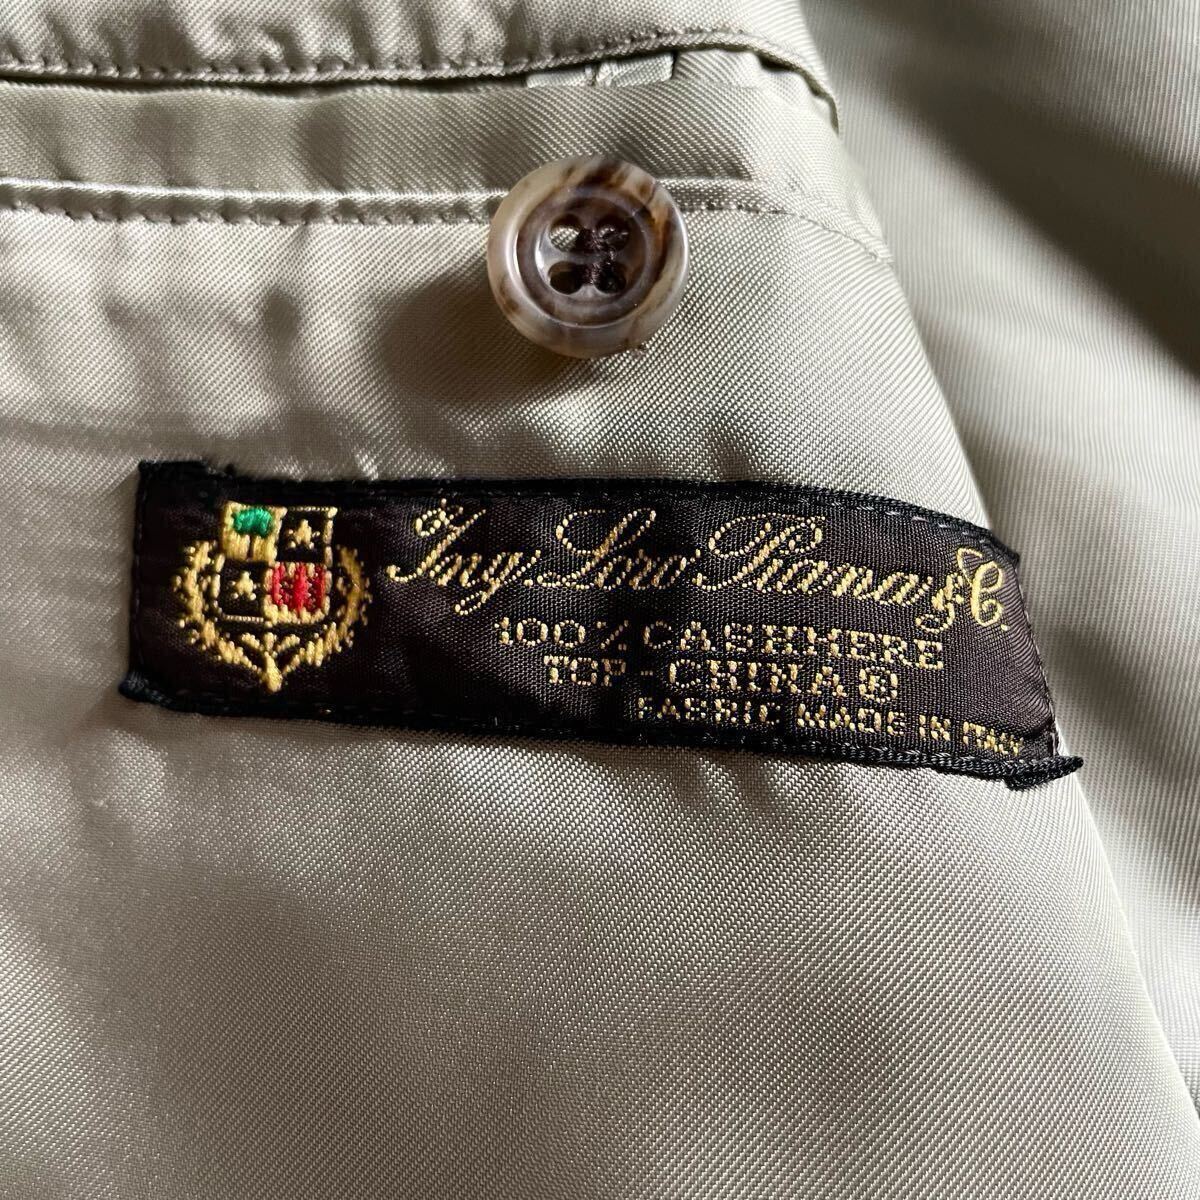 Ing. Loro Piana & C.
100% CASHMERE
TOP-CHINA®
FABRIC MADE IN ITALY